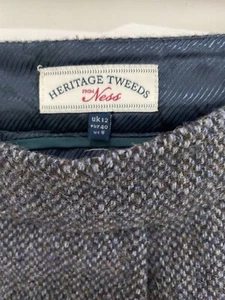 HERITAGE TWEEDS
FROM
Ness
UK 12
EUR 40
US 8